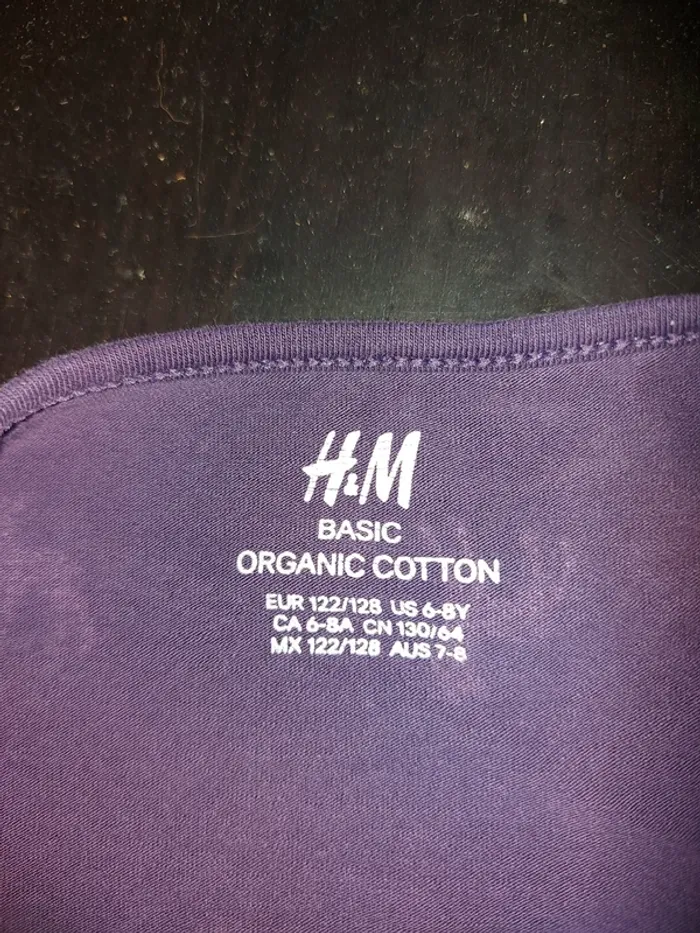 H&M
BASIC
ORGANIC COTTON
EUR 122/128 US 6-8Y
CA 6-8A CN 130/64
MX 122/128 AUS 7-8